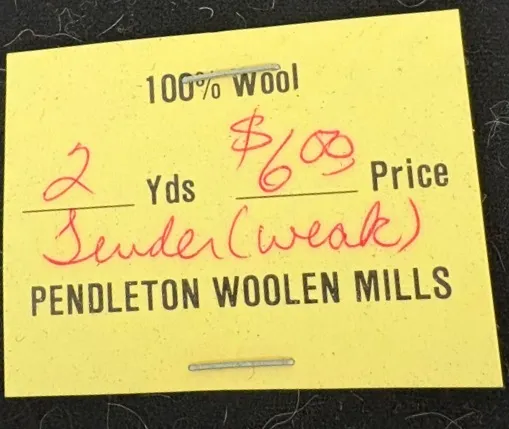 100% Wool
2 Yds $6.00 Price
Tender (weak)
PENDLETON WOOLEN MILLS